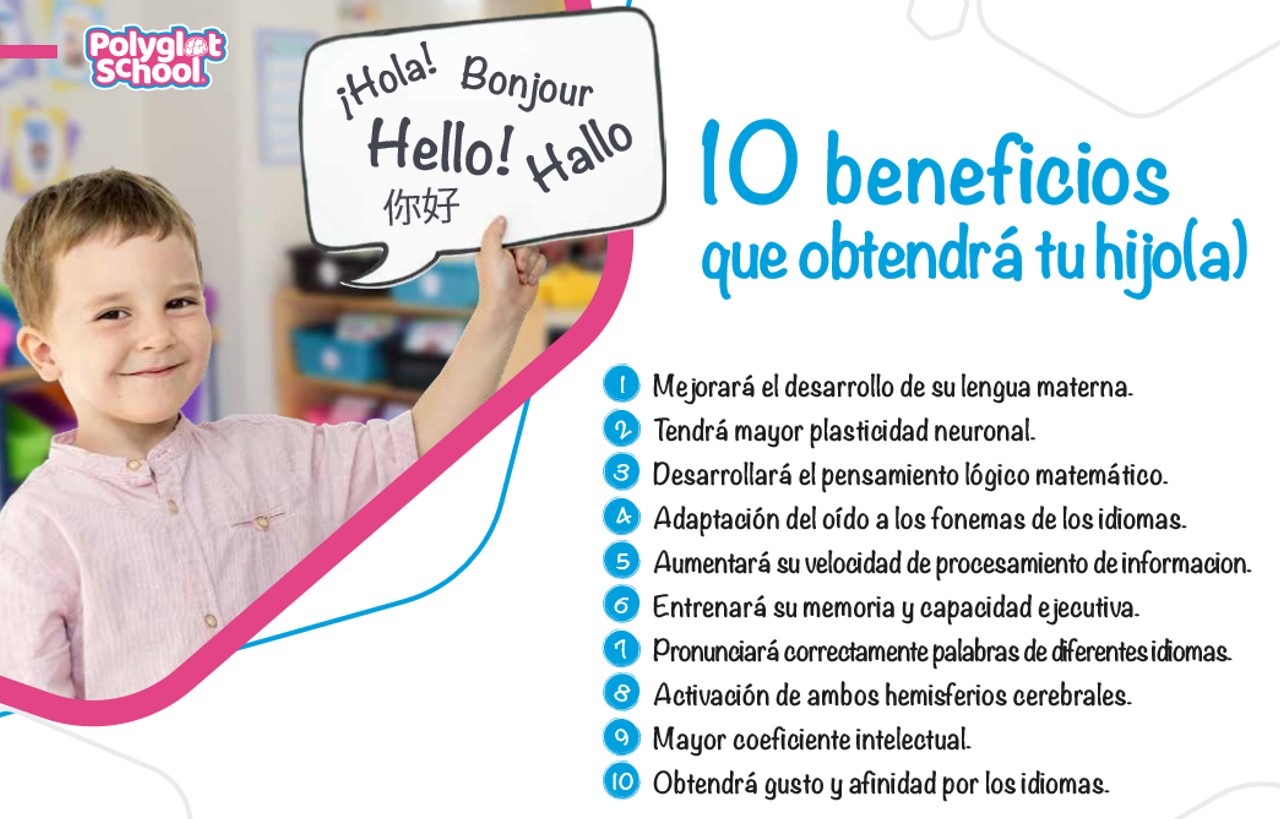 Polyglot
School
¡Hola! Bonjour
Hello! Hallo
你好
10 beneficios
que obtendrá tu hijo(a)
1 Mejorará el desarrollo de su lengua materna.
2 Tendrá mayor plasticidad neuronal.
3 Desarrollará el pensamiento lógico matemático.
4 Adaptación del oído a los fonemas de los idiomas.
5 Aumentará su velocidad de procesamiento de informacion.
6 Entrenará su memoria y capacidad ejecutiva.
7 Pronunciará correctamente palabras de diferentes idiomas.
8 Activación de ambos hemisferios cerebrales.
9 Mayor coeficiente intelectual.
10 Obtendrá gusto y afinidad por los idiomas.